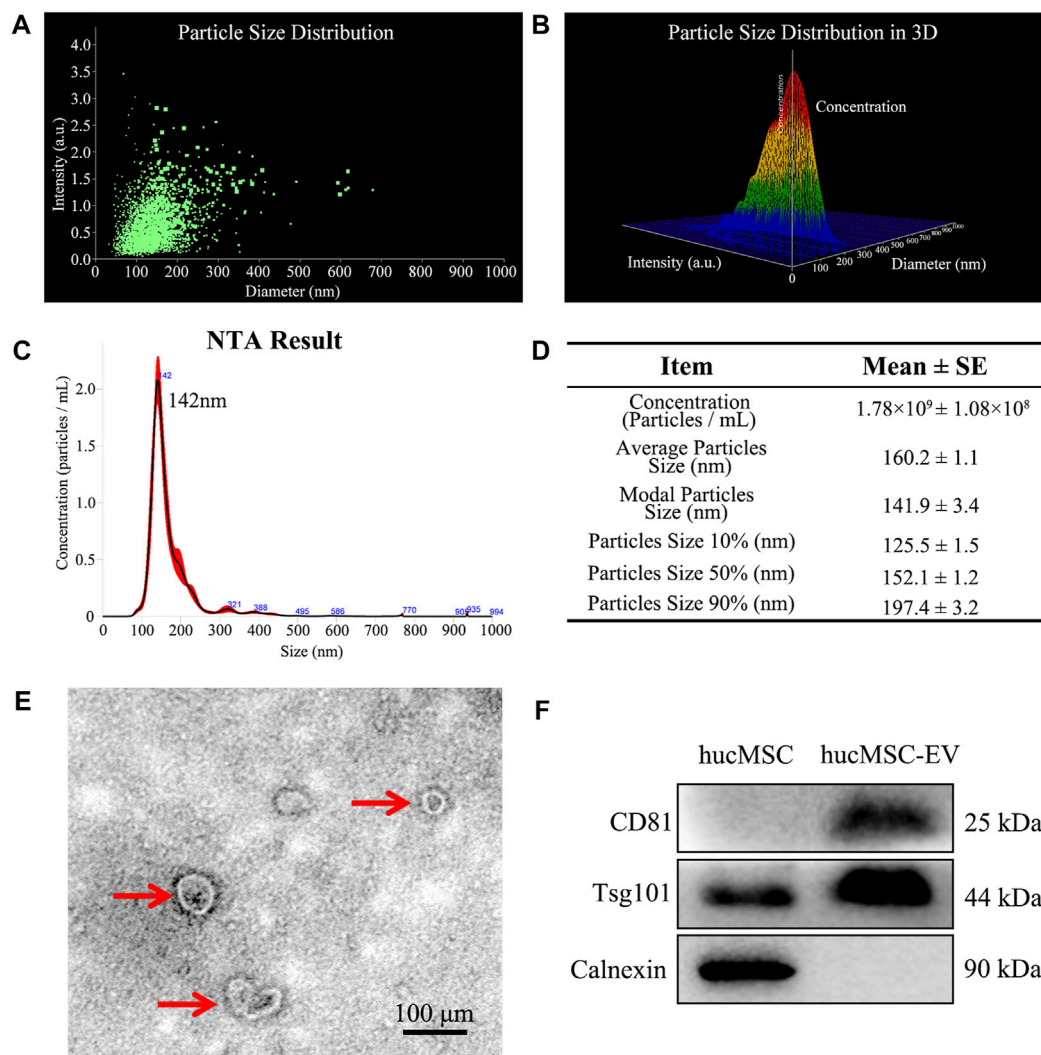 A
Particle Size Distribution
Intensity (a.u.)
4.0
3.5
3.0
2.5
2.0
1.5
1.0
0.5
0.0
0 100 200 300 400 500 600 700 800 900 1000
Diameter (nm)
B
Particle Size Distribution in 3D
Concentration
Concentration
Intensity (a.u.)
0 100 200 300 400 500 600 700 800 900 1000
Diameter (nm)
C
NTA Result
Concentration (particles / mL)
2.0
1.5
1.0
0.5
0
142
142nm
321 388 495 586 770 905 935 994
0 100 200 300 400 500 600 700 800 900 1000
Size (nm)
D
Item Mean ± SE
Concentration
(Particles / mL) 1.78×10⁹ ± 1.08×10⁸
Average Particles
Size (nm) 160.2 ± 1.1
Modal Particles
Size (nm) 141.9 ± 3.4
Particles Size 10% (nm) 125.5 ± 1.5
Particles Size 50% (nm) 152.1 ± 1.2
Particles Size 90% (nm) 197.4 ± 3.2
E
100 μm
F
hucMSC hucMSC-EV
CD81 25 kDa
Tsg101 44 kDa
Calnexin 90 kDa